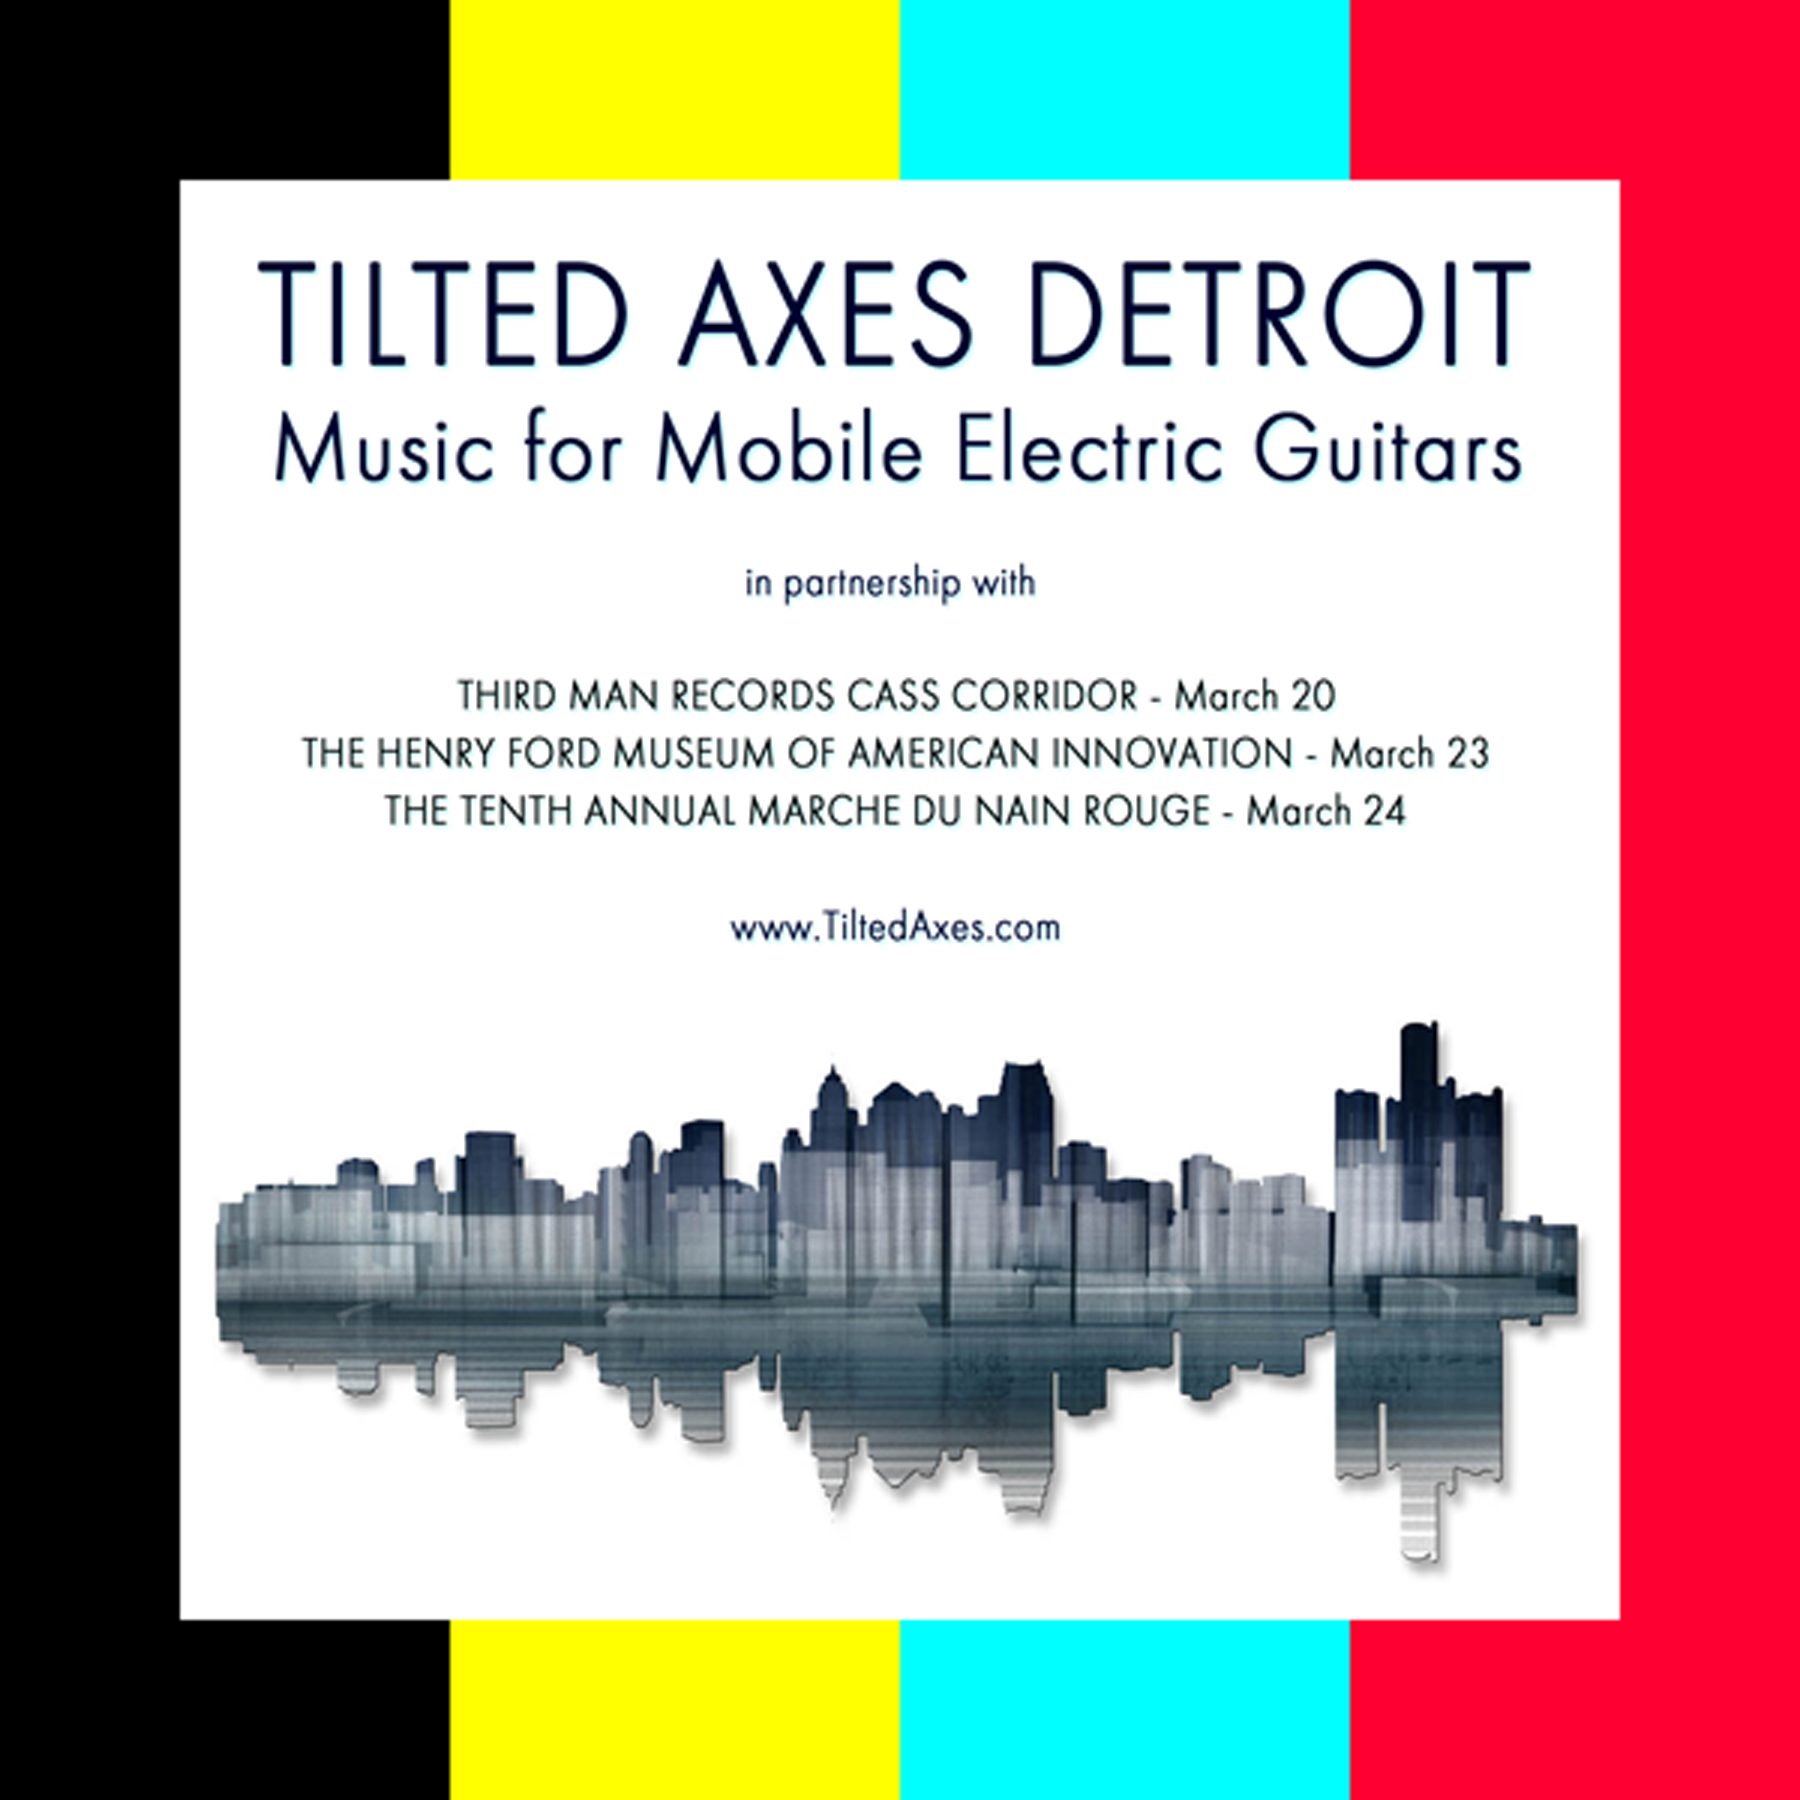 TILTED AXES DETROIT
Music for Mobile Electric Guitars
in partnership with
THIRD MAN RECORDS CASS CORRIDOR - March 20
THE HENRY FORD MUSEUM OF AMERICAN INNOVATION - March 23
THE TENTH ANNUAL MARCHE DU NAIN ROUGE - March 24
www.TiltedAxes.com